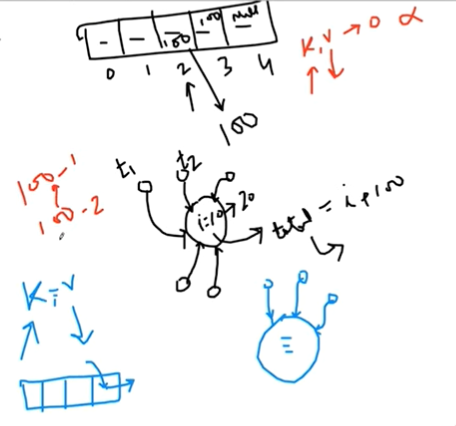 - - 100 100 null
0 1 2 3 4
K,V → 0 α
100
t1 t2
100-1
100-2
i=10 20
total = i+100
K=V